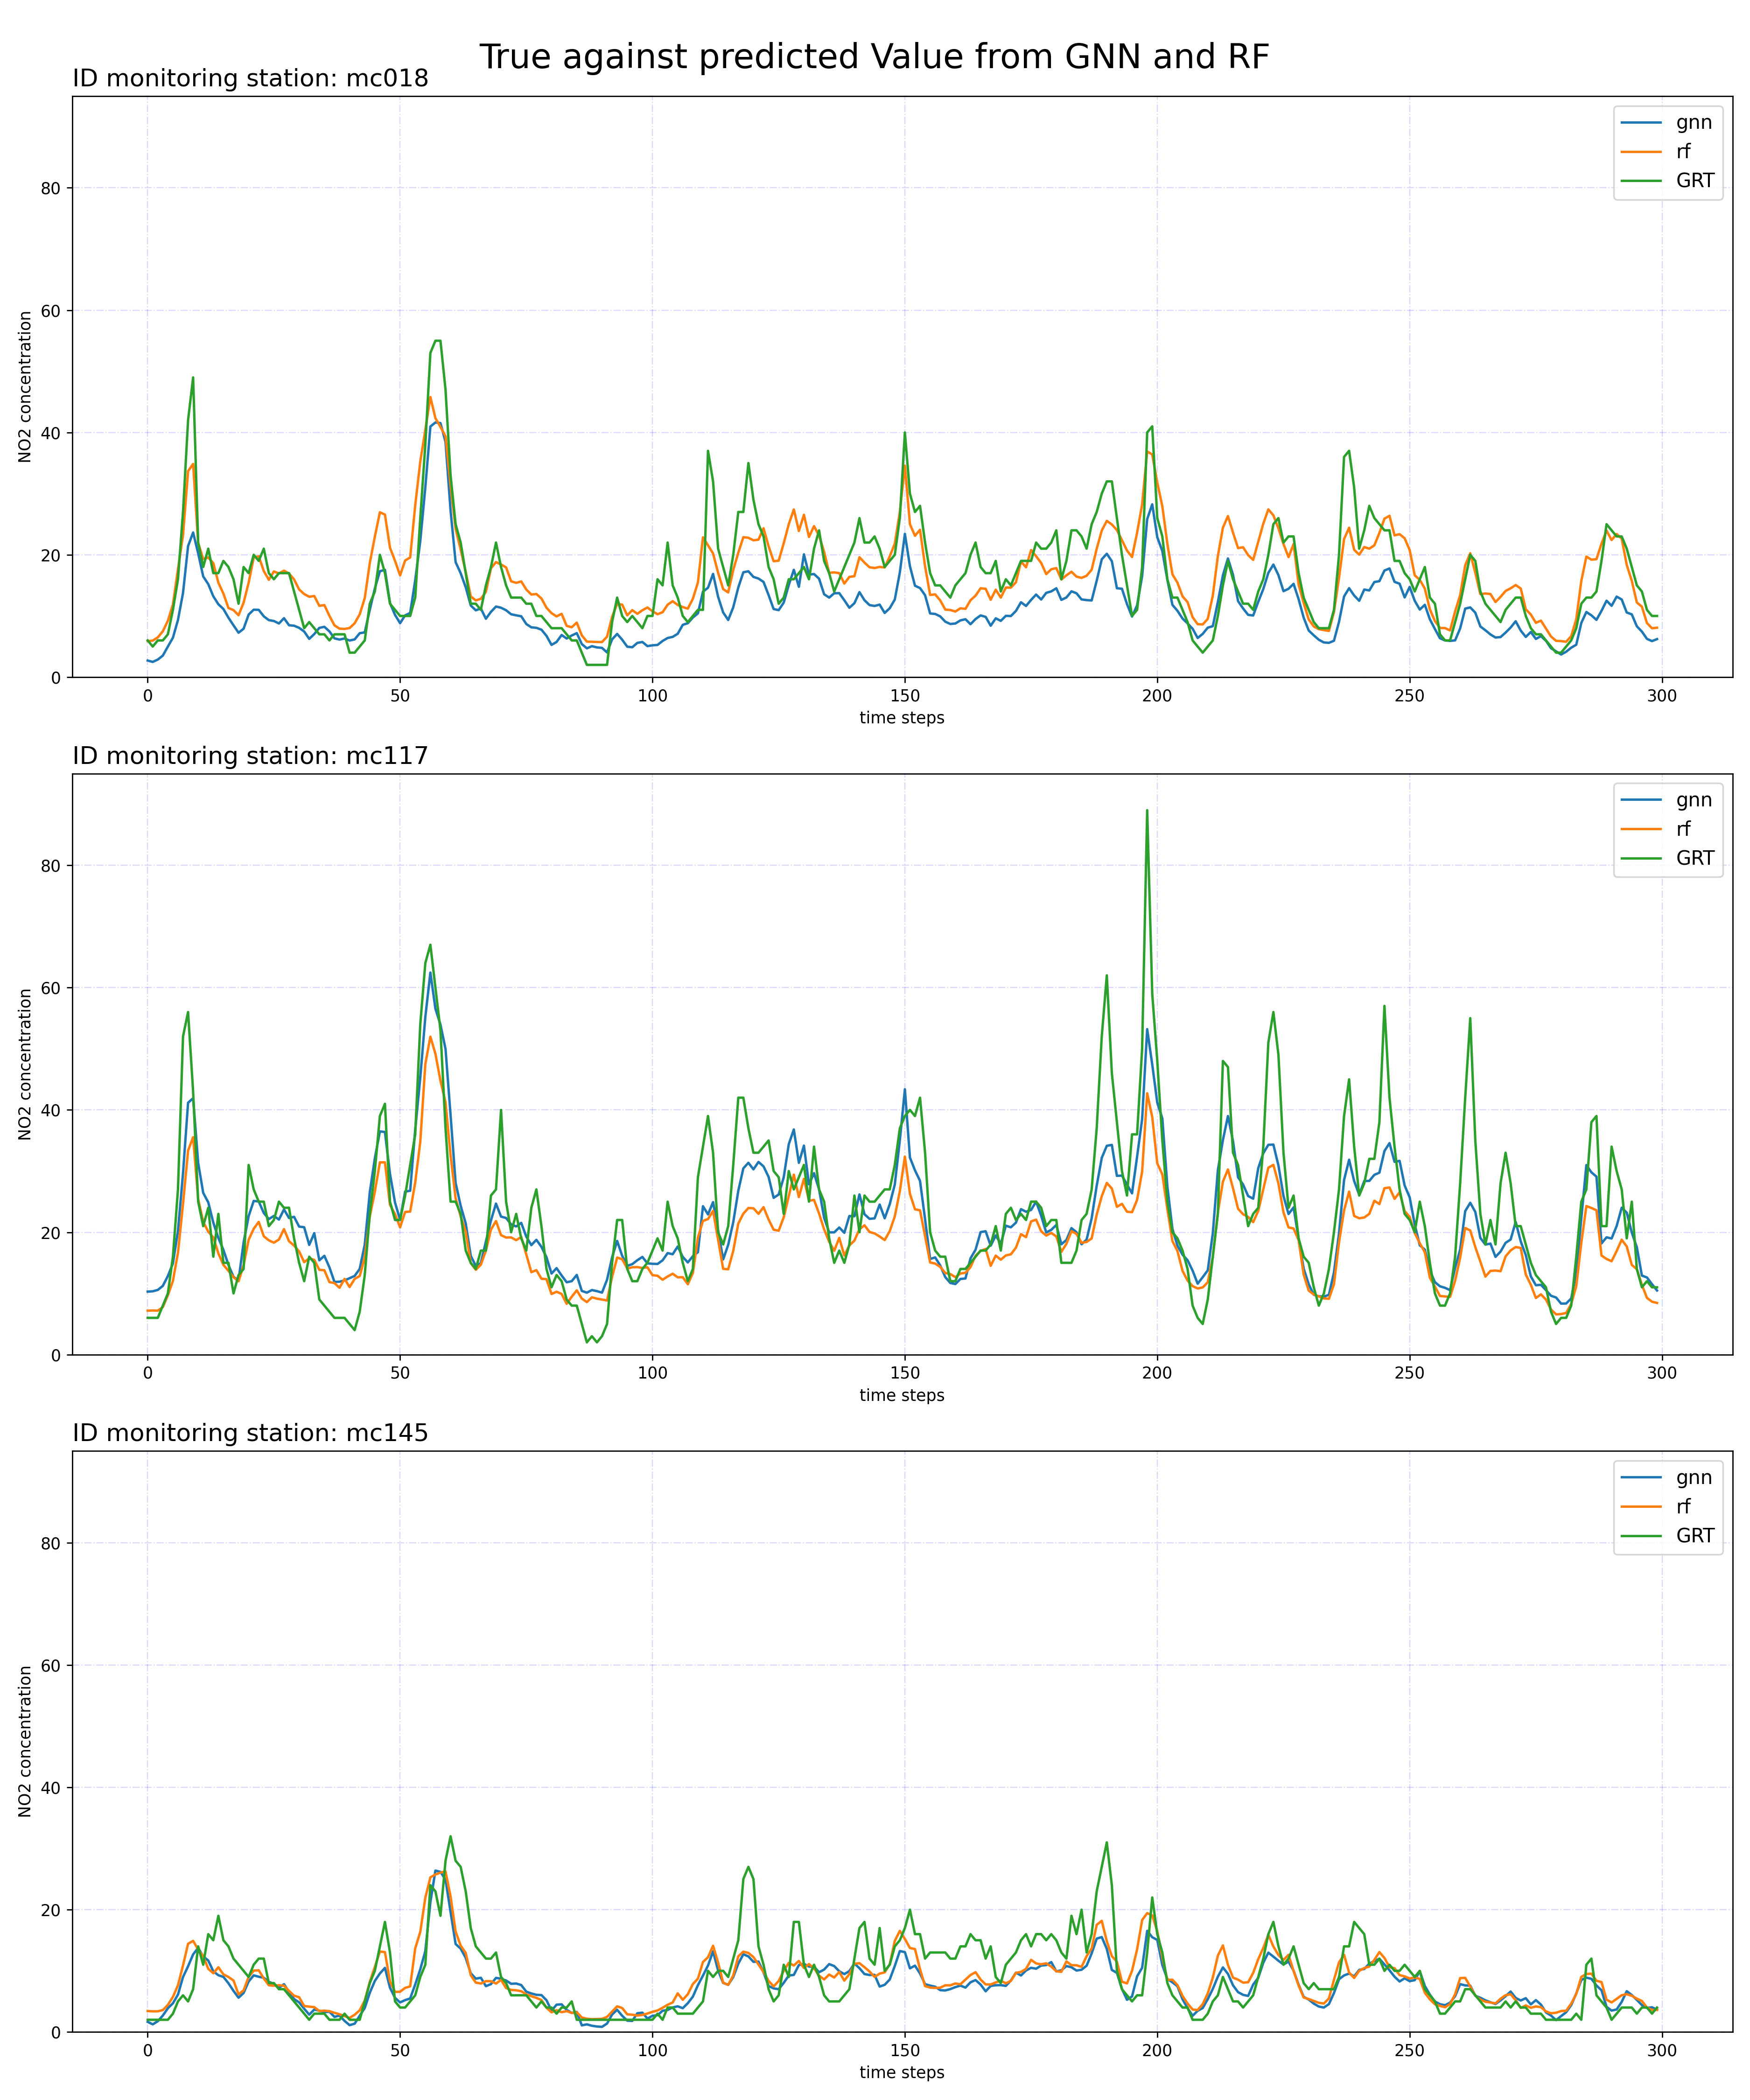 True against predicted Value from GNN and RF
ID monitoring station: mc018
gnn
rf
GRT
80
60
40
20
0
NO2 concentration
0 50 100 150 200 250 300
time steps
ID monitoring station: mc117
gnn
rf
GRT
80
60
40
20
0
NO2 concentration
0 50 100 150 200 250 300
time steps
ID monitoring station: mc145
gnn
rf
GRT
80
60
40
20
0
NO2 concentration
0 50 100 150 200 250 300
time steps